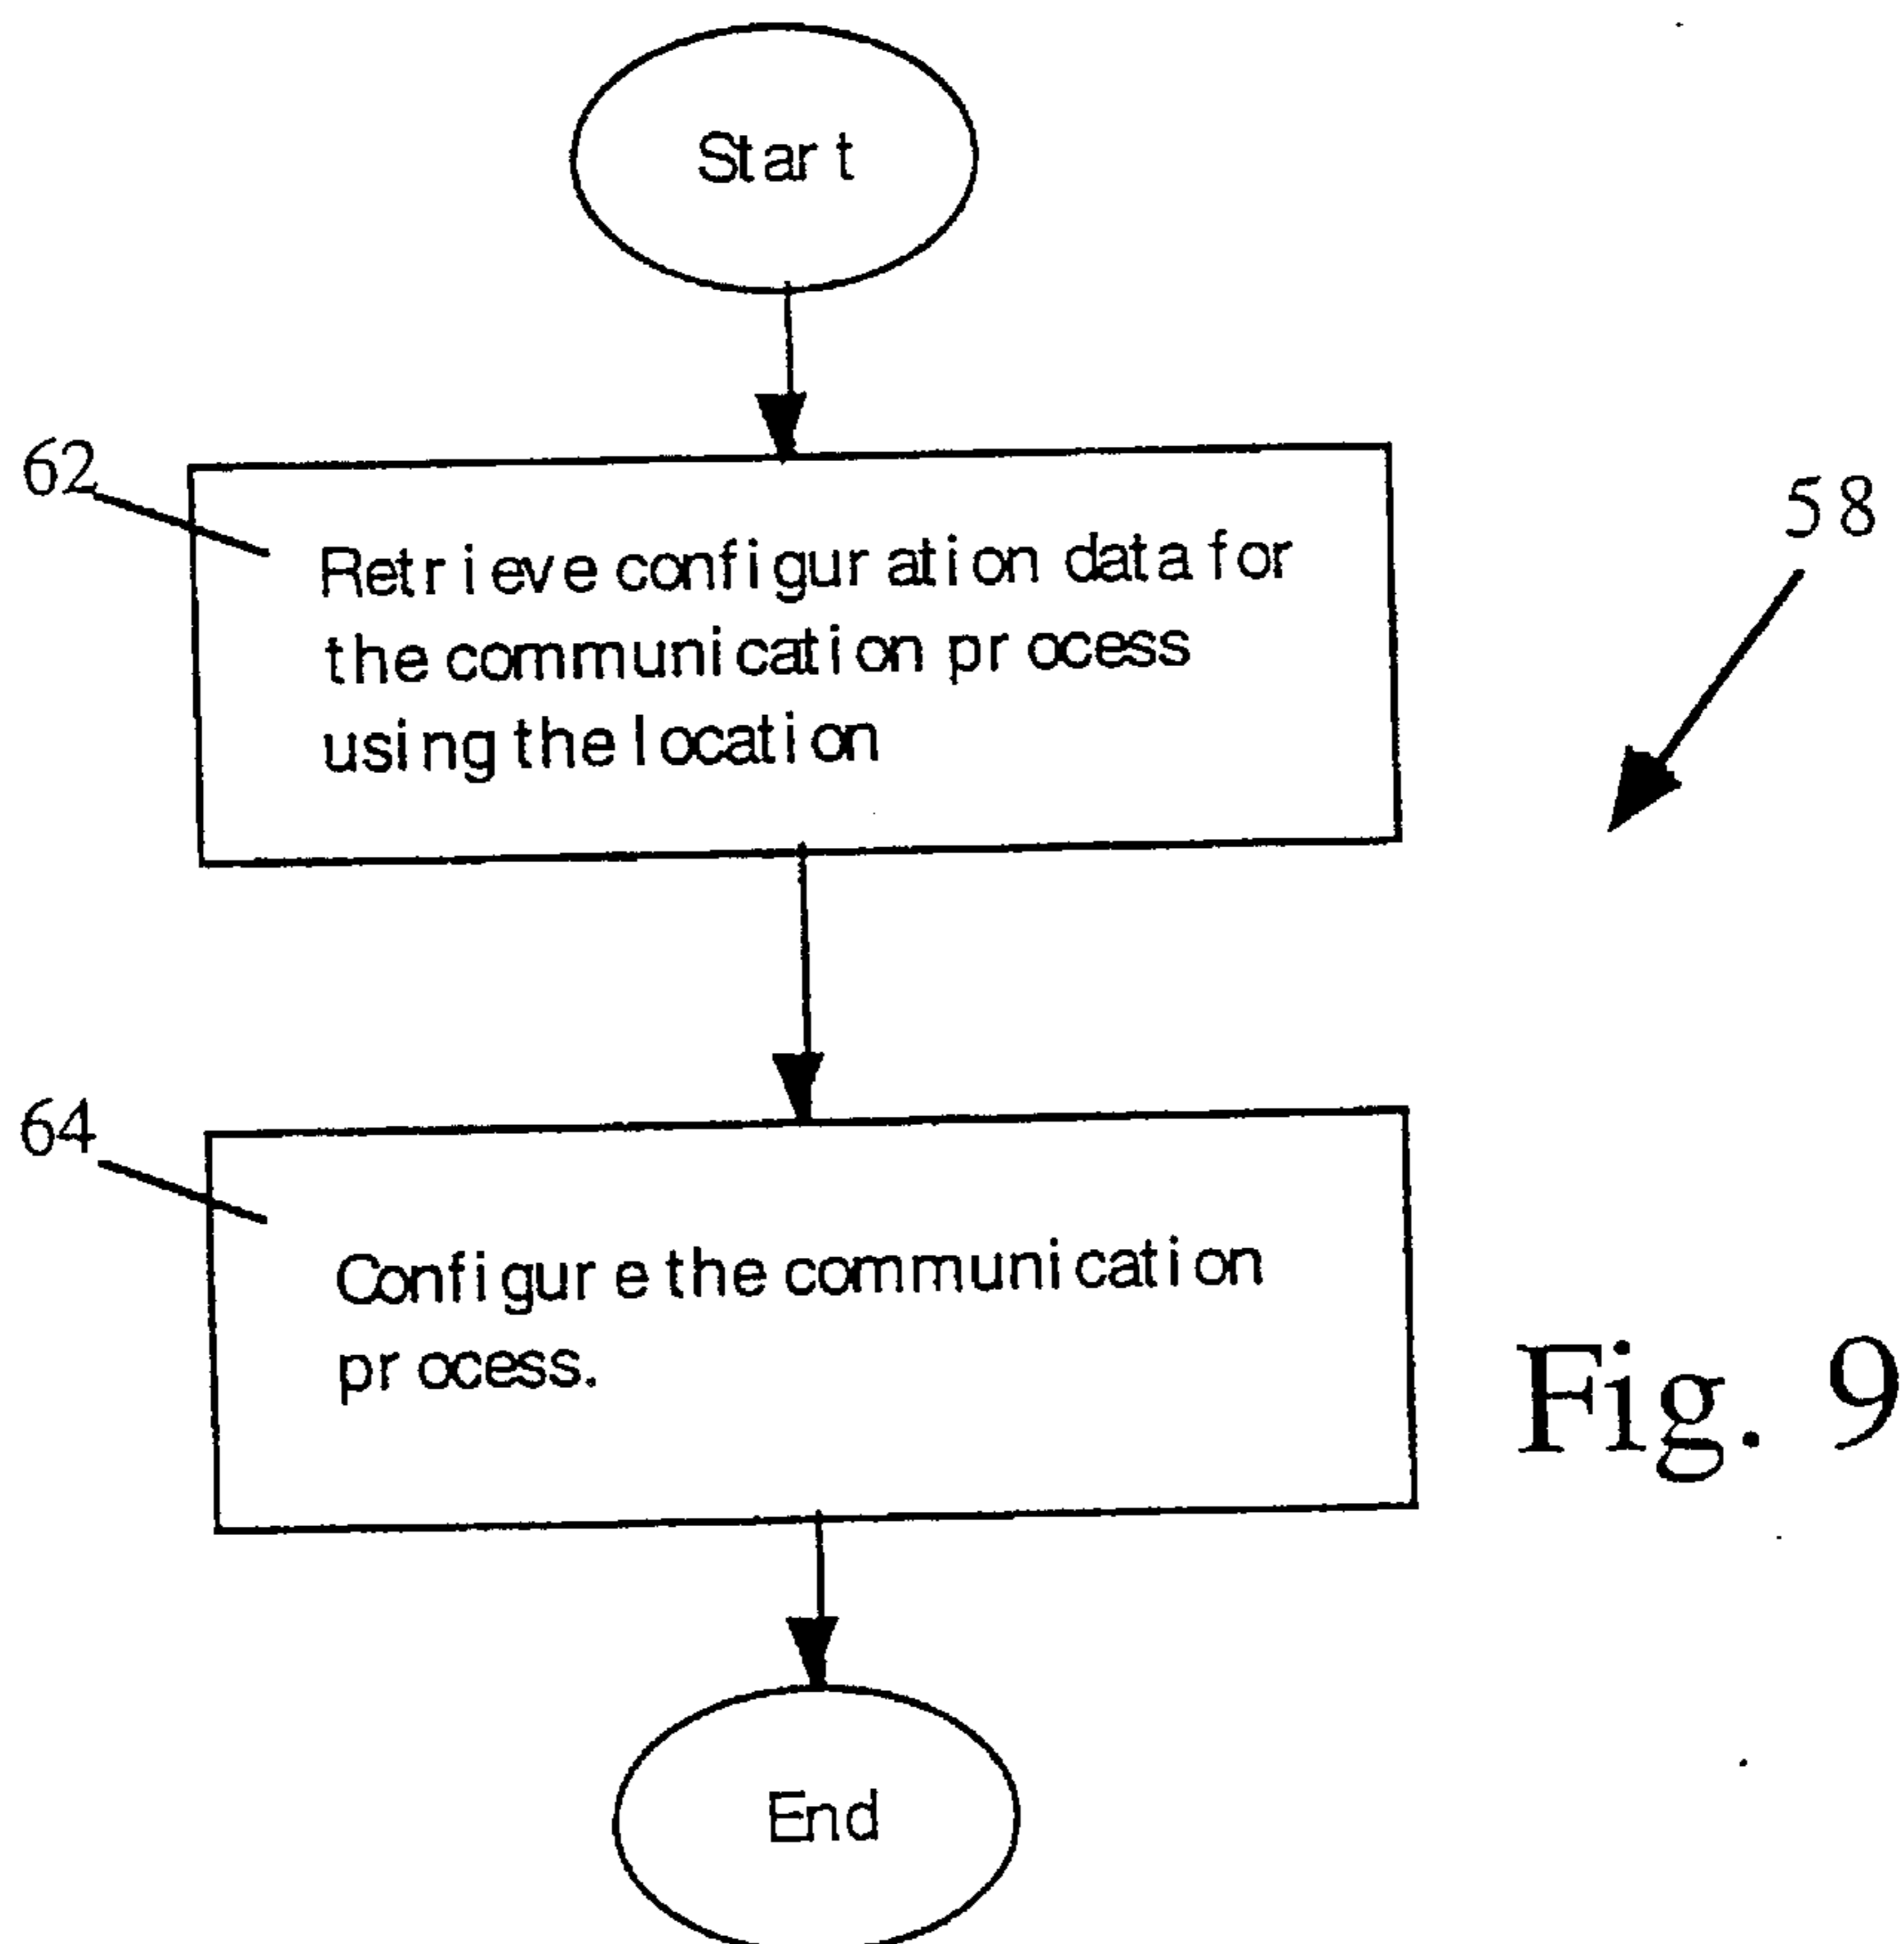 Start
62
Retrieve configuration data for
the communication process
using the location
58
64
Configure the communication
process.
Fig. 9
End